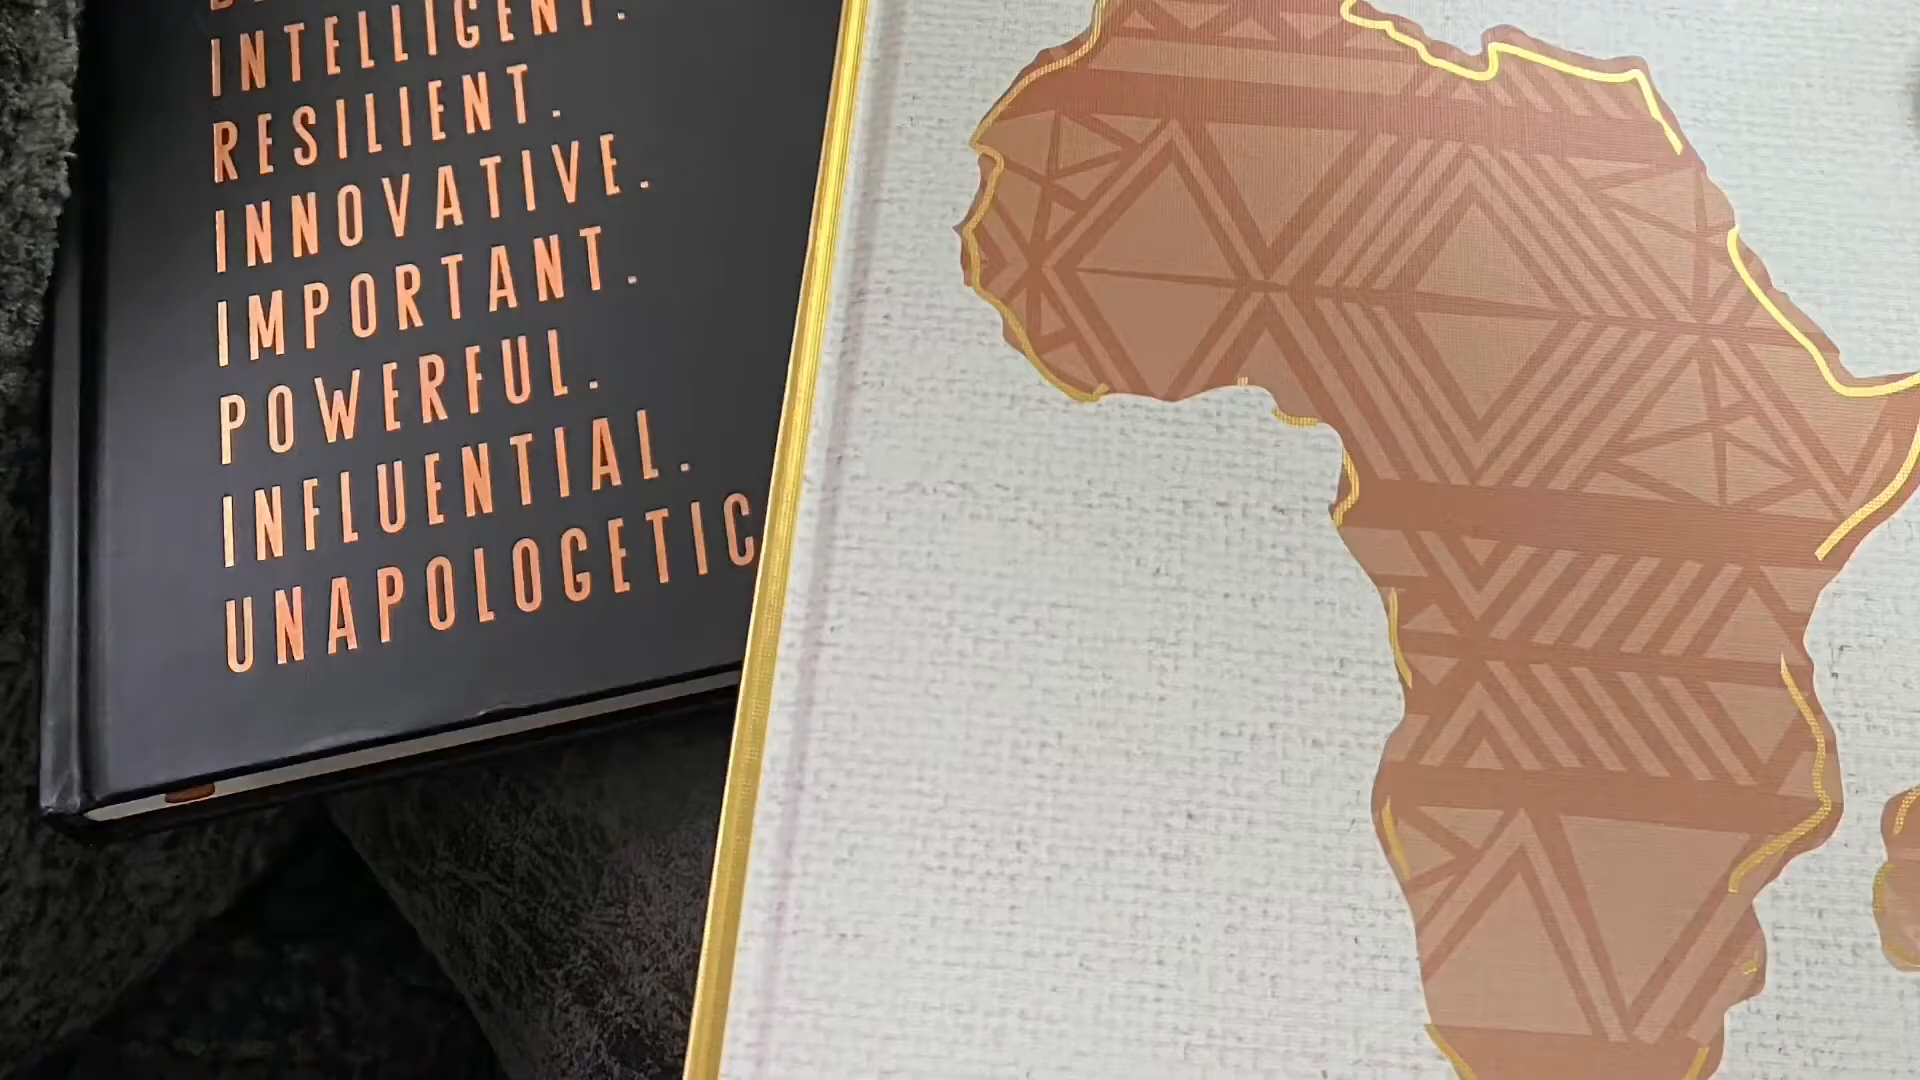 INTELLIGENT.
RESILIENT.
INNOVATIVE.
IMPORTANT.
POWERFUL.
INFLUENTIAL.
UNAPOLOGETIC